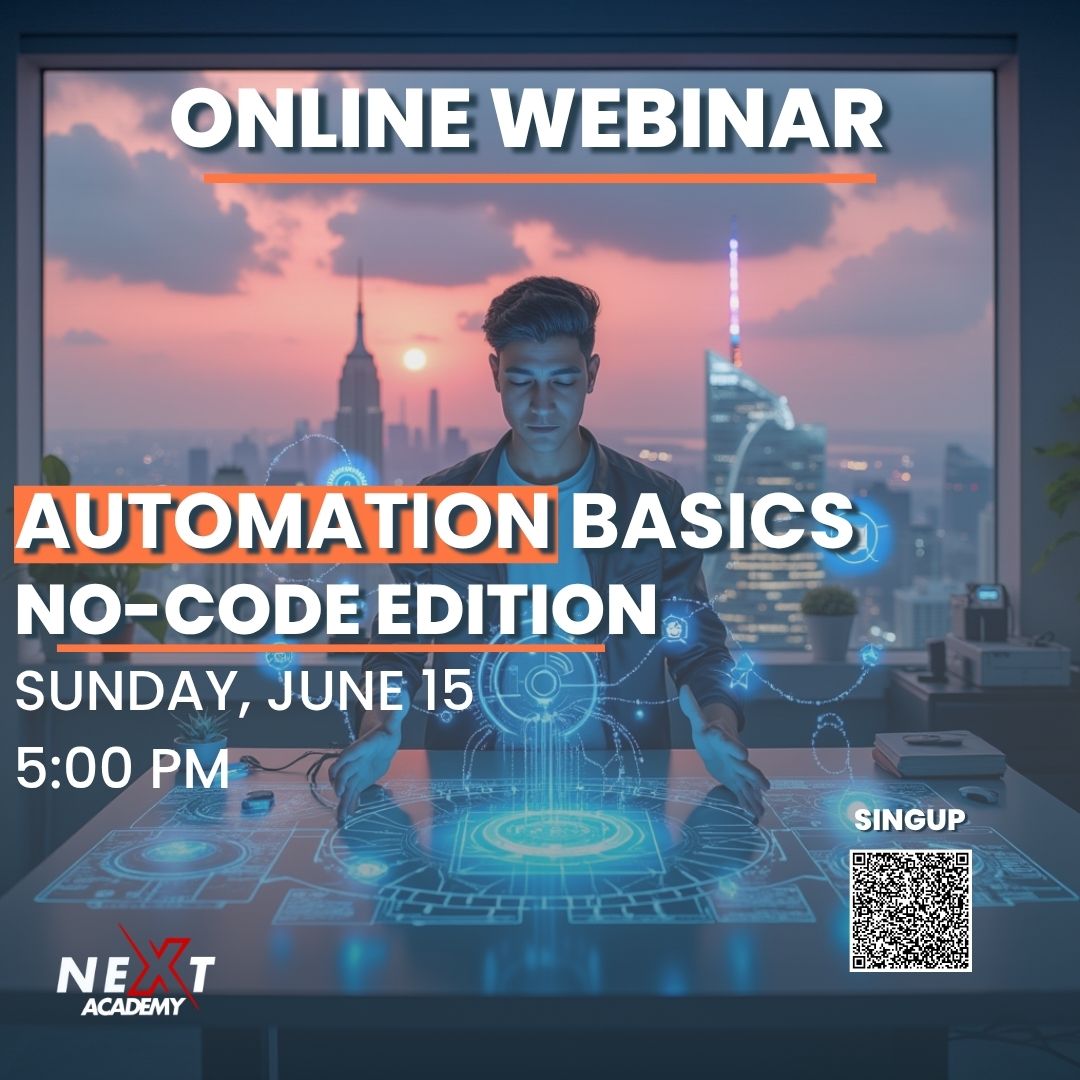 ONLINE WEBINAR
AUTOMATION BASICS
NO-CODE EDITION
SUNDAY, JUNE 15
5:00 PM
SINGUP
NEXT
ACADEMY